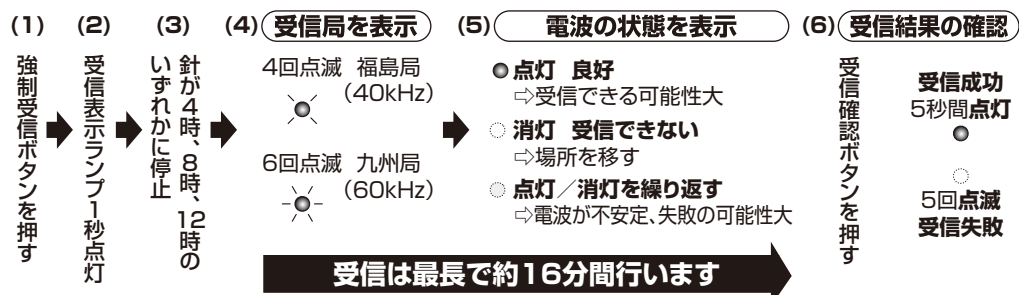 (1)
強制受信ボタンを押す
(2)
受信表示ランプ1秒点灯
(3)
針が4時、8時、12時の
いずれかに停止
(4) 受信局を表示
4回点滅 福島局
(40kHz)
6回点滅 九州局
(60kHz)
(5) 電波の状態を表示
点灯 良好
⇨受信できる可能性大
消灯 受信できない
⇨場所を移す
点灯/消灯を繰り返す
⇨電波が不安定、失敗の可能性大
受信は最長で約16分間行います
(6) 受信結果の確認
受信確認ボタンを押す
受信成功
5秒間点灯
5回点滅
受信失敗